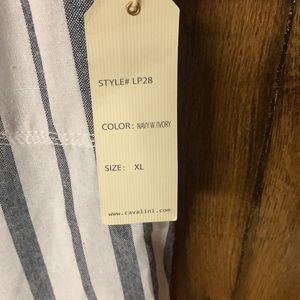 STYLE# LP28
COLOR: NAVY W/IVORY
SIZE: XL
www.cavalini.com